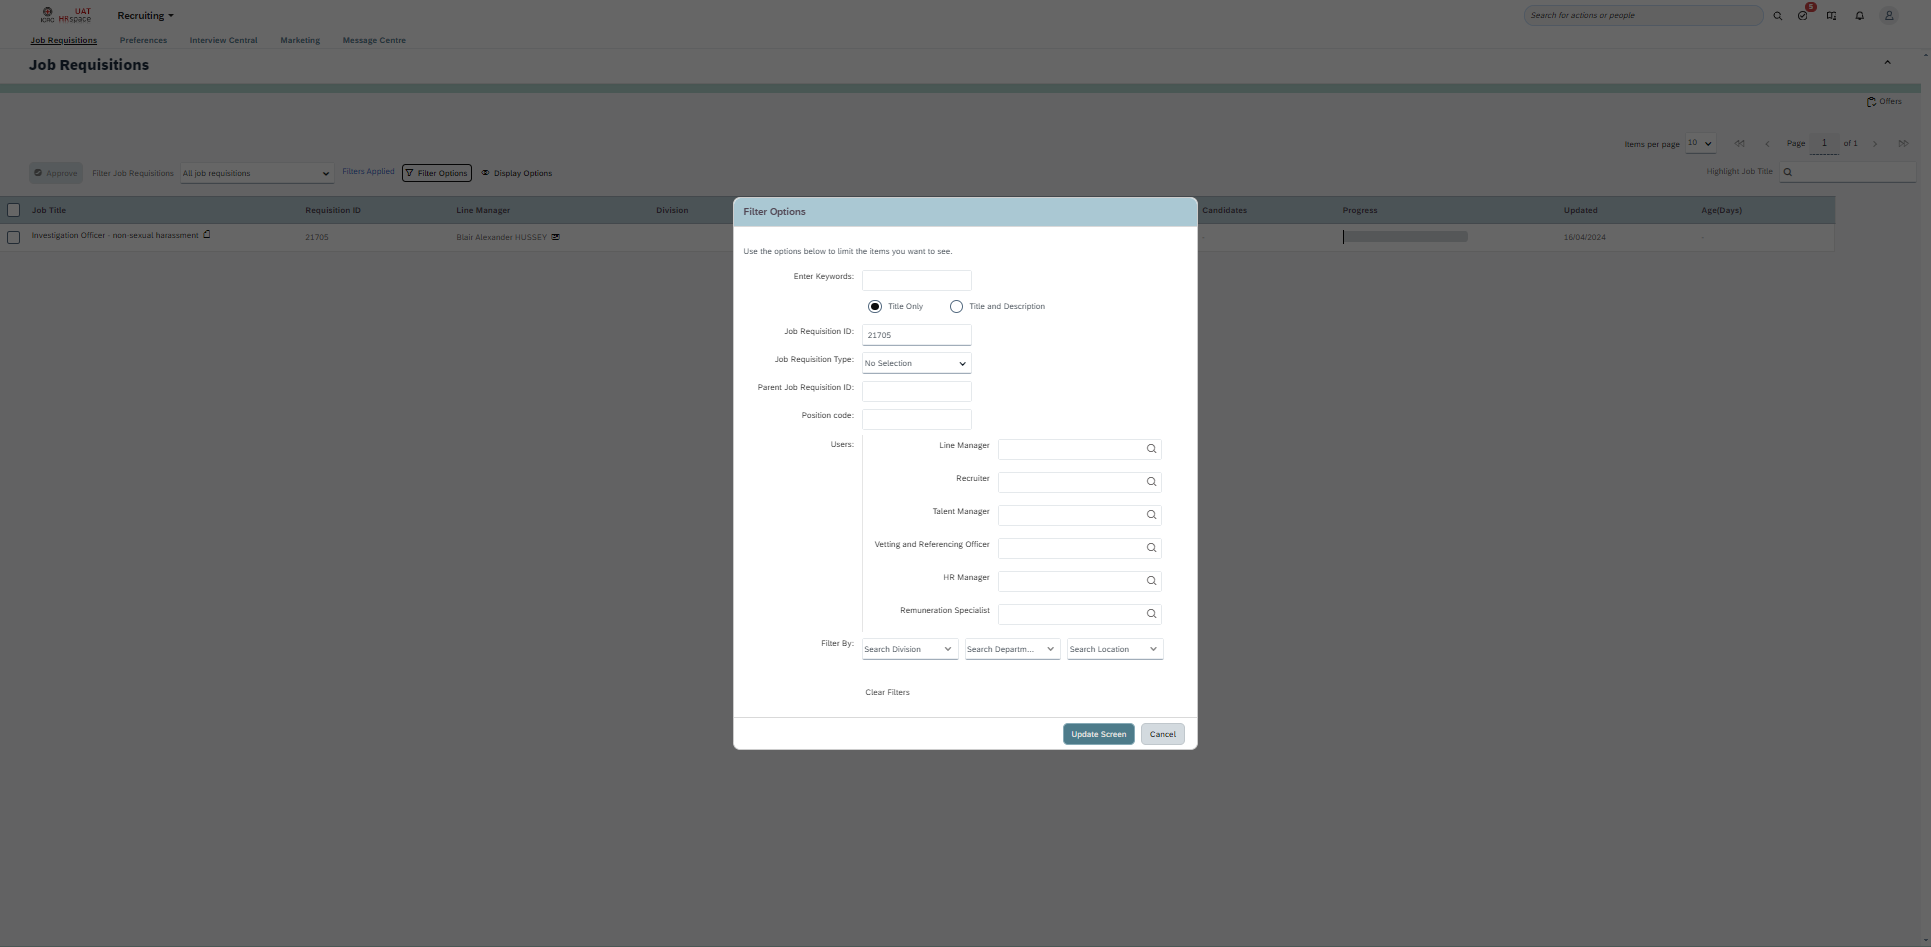 ICRC UAT HRspace Recruiting Search for actions or people 5
Job Requisitions Preferences Interview Central Marketing Message Centre
Job Requisitions
Offers
Items per page 10 Page 1 of 1
Approve Filter Job Requisitions All job requisitions Filters Applied Filter Options Display Options Highlight Job Title
Job Title Requisition ID Line Manager Division Candidates Progress Updated Age(Days)
Investigation Officer - non-sexual harassment 21705 Blair Alexander HUSSEY - 16/04/2024 -
Filter Options
Use the options below to limit the items you want to see.
Enter Keywords:
Title Only Title and Description
Job Requisition ID: 21705
Job Requisition Type: No Selection
Parent Job Requisition ID:
Position code:
Users: Line Manager
Recruiter
Talent Manager
Vetting and Referencing Officer
HR Manager
Remuneration Specialist
Filter By: Search Division Search Departm... Search Location
Clear Filters
Update Screen Cancel